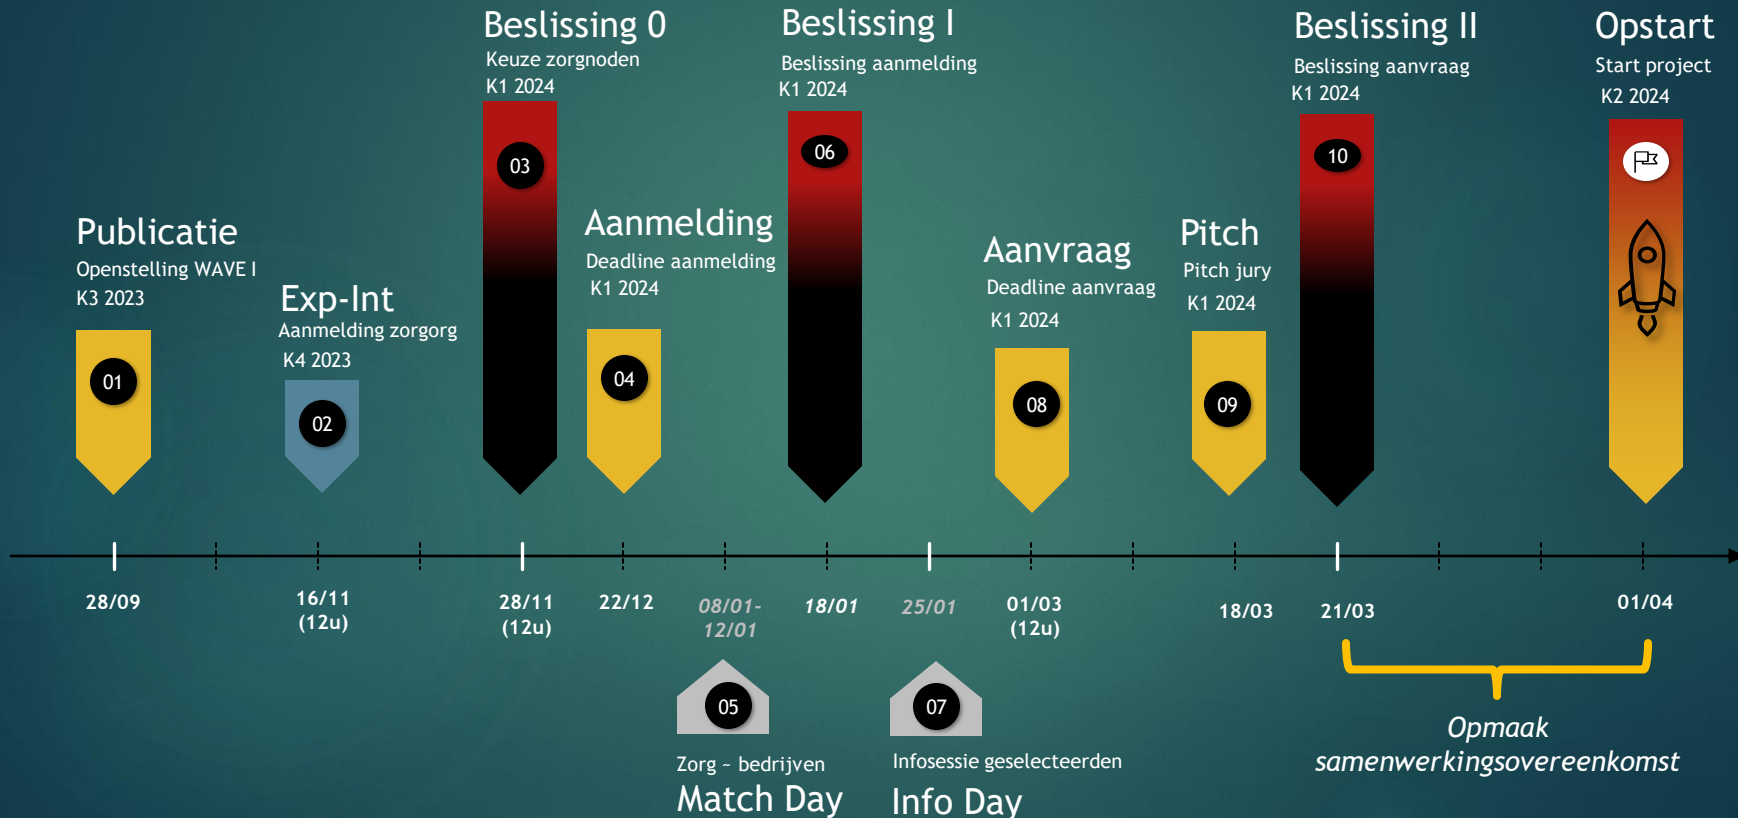 Publicatie
Openstelling WAVE I
K3 2023
01
28/09
Exp-Int
Aanmelding zorgorg
K4 2023
02
16/11
(12u)
Beslissing 0
Keuze zorgnoden
K1 2024
03
28/11
(12u)
Aanmelding
Deadline aanmelding
K1 2024
04
22/12
08/01-
12/01
05
Zorg ~ bedrijven
Match Day
Beslissing I
Beslissing aanmelding
K1 2024
06
18/01
25/01
07
Infosessie geselecteerden
Info Day
Aanvraag
Deadline aanvraag
K1 2024
08
01/03
(12u)
Pitch
Pitch jury
K1 2024
09
18/03
Beslissing II
Beslissing aanvraag
K1 2024
10
21/03
Opstart
Start project
K2 2024
01/04
Opmaak
samenwerkingsovereenkomst